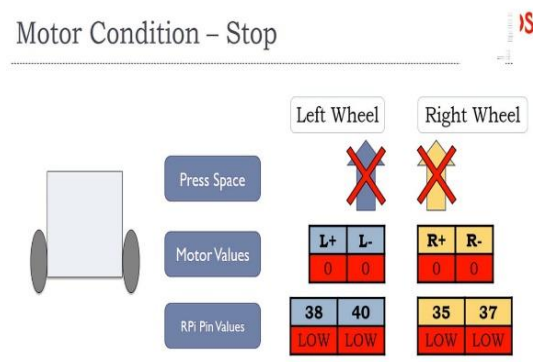 Motor Condition – Stop
Left Wheel Right Wheel
Press Space
Motor Values
L+ L- R+ R-
0 0 0 0
RPi Pin Values
38 40 35 37
LOW LOW LOW LOW